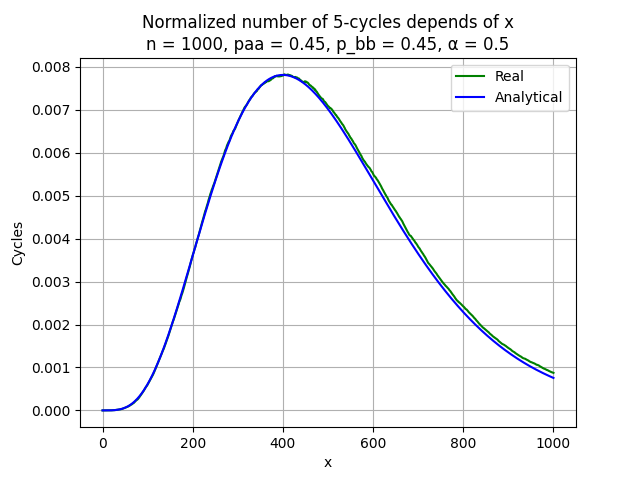 Normalized number of 5-cycles depends of x
n = 1000, paa = 0.45, p_bb = 0.45, α = 0.5
Real
Analytical
Cycles
0.008
0.007
0.006
0.005
0.004
0.003
0.002
0.001
0.000
0
200
400
600
800
1000
x